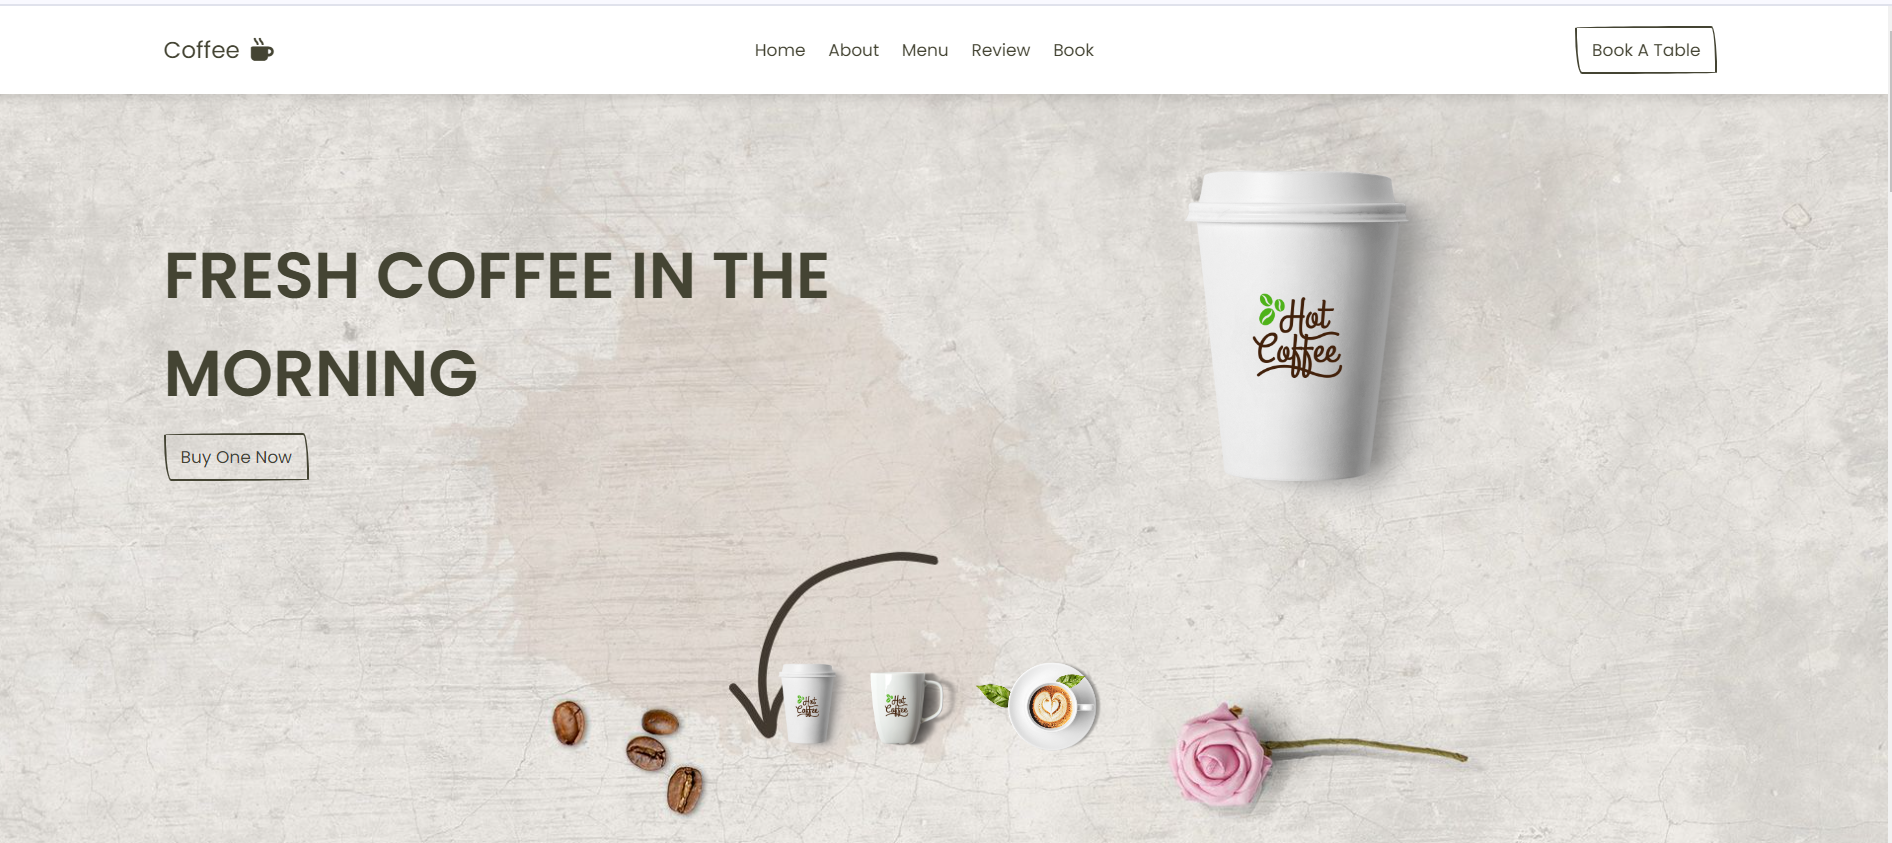 Coffee
Home About Menu Review Book
Book A Table
FRESH COFFEE IN THE
MORNING
Buy One Now
Hot
Coffee
Hot
Coffee
Hot
Coffee